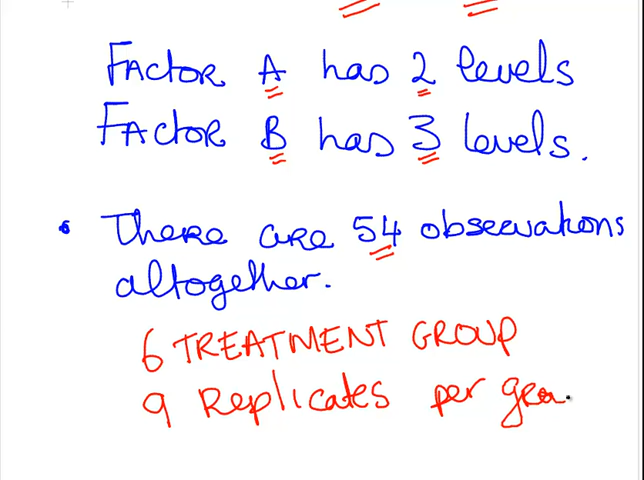 FActoR A has 2 levels
FActoR B has 3 levels.
• There are 54 observations
altogether.
6 TREATMENT GROUP
9 Replicates per